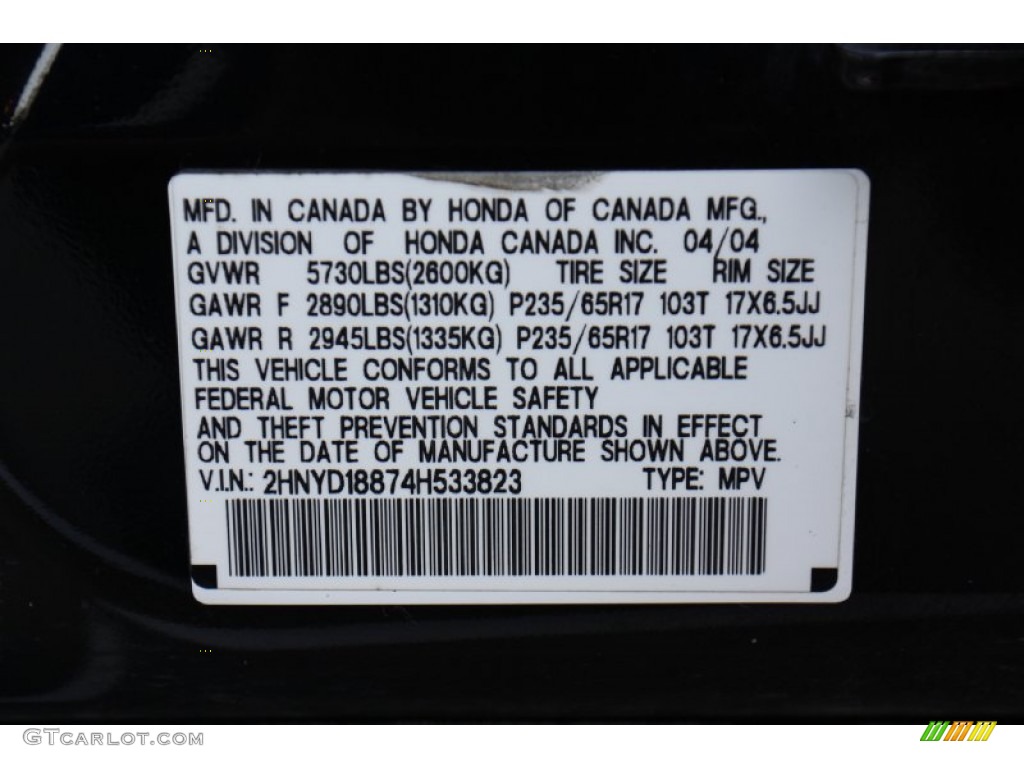 MFD. IN CANADA BY HONDA OF CANADA MFG.,
A DIVISION OF HONDA CANADA INC. 04/04
GVWR 5730LBS(2600KG) TIRE SIZE RIM SIZE
GAWR F 2890LBS(1310KG) P235/65R17 103T 17X6.5JJ
GAWR R 2945LBS(1335KG) P235/65R17 103T 17X6.5JJ
THIS VEHICLE CONFORMS TO ALL APPLICABLE
FEDERAL MOTOR VEHICLE SAFETY
AND THEFT PREVENTION STANDARDS IN EFFECT
ON THE DATE OF MANUFACTURE SHOWN ABOVE.
V.I.N.: 2HNYD18874H533823 TYPE: MPV
GTCARLOT.COM